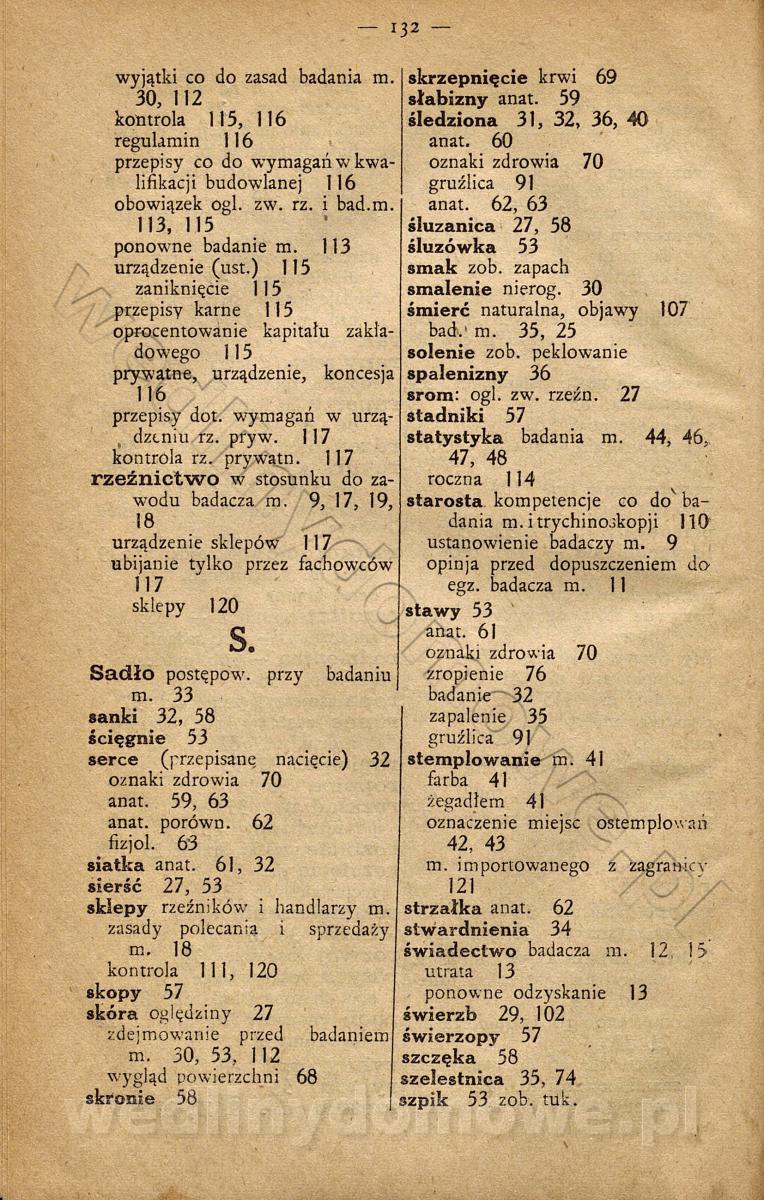 — 132 —
wyjątki co do zasad badania m.
30, 112
kontrola 115, 116
regulamin 116
przepisy co do wymagań w kwa-
lifikacji budowlanej 116
obowiązek ogl. zw. rz. i bad.m.
113, 115
ponowne badanie m. 113
urządzenie (ust.) 115
zaniknięcie 115
przepisy karne 115
oprocentowanie kapitału zakła-
dowego 115
prywatne, urządzenie, koncesja
116
przepisy dot. wymagań w urzą-
dzeniu rz. pryw. 117
kontrola rz. prywatn. 117
rzeźnictwo w stosunku do za-
wodu badacza m. 9, 17, 19,
18
urządzenie sklepów 117
ubijanie tylko przez fachowców
117
sklepy 120
S.
Sadło postępow. przy badaniu
m. 33
sanki 32, 58
ścięgnie 53
serce (przepisane nacięcie) 32
oznaki zdrowia 70
anat. 59, 63
anat. porówn. 62
fizjol. 63
siatka anat. 61, 32
sierść 27, 53
sklepy rzeźników i handlarzy m.
zasady polecania i sprzedaży
m. 18
kontrola 111, 120
skopy 57
skóra oględziny 27
zdejmowanie przed badaniem
m. 30, 53, 112
wygląd powierzchni 68
skronie 58
skrzepnięcie krwi 69
słabizny anat. 59
śledziona 31, 32, 36, 40
anat. 60
oznaki zdrowia 70
gruźlica 91
anat. 62, 63
śluzanica 27, 58
śluzówka 53
smak zob. zapach
smalenie nierog. 30
śmierć naturalna, objawy 107
bad. m. 35, 25
solenie zob. peklowanie
spalenizny 36
srom: ogl. zw. rzeźn. 27
stadniki 57
statystyka badania m. 44, 46,
47, 48
roczna 114
starosta kompetencje co do ba-
dania m. i trychinoskopji 110
ustanowienie badaczy m. 9
opinja przed dopuszczeniem do
egz. badacza m. 11
stawy 53
anat. 61
oznaki zdrowia 70
zropienie 76
badanie 32
zapalenie 35
gruźlica 91
stemplowanie m. 41
farba 41
żegadłem 41
oznaczenie miejsc ostemplowań
42, 43
m. importowanego z zagranicy
121
strzałka anat. 62
stwardnienia 34
świadectwo badacza m. 12, 15
utrata 13
ponowne odzyskanie 13
świerzb 29, 102
świerzopy 57
szczęka 58
szelestnica 35, 74
szpik 53 zob. tuk.
wedlinydomowe.pl
wedlinydomowe.pl